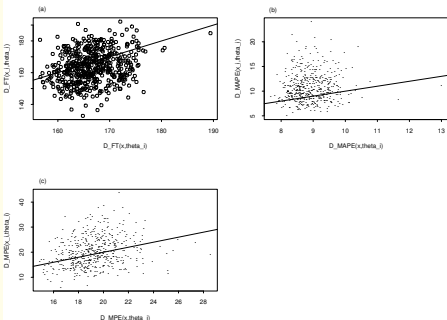 (a)
D_FT(x_i,theta_i)
140 160 180
160 170 180 190
D_FT(x,theta_i)
(b)
D_MAPE(x_i,theta_i)
5 10 15 20
8 9 10 11 12 13
D_MAPE(x,theta_i)
(c)
D_MPE(x_i,theta_i)
10 20 30 40
16 18 20 22 24 26 28
D_MPE(x,theta_i)